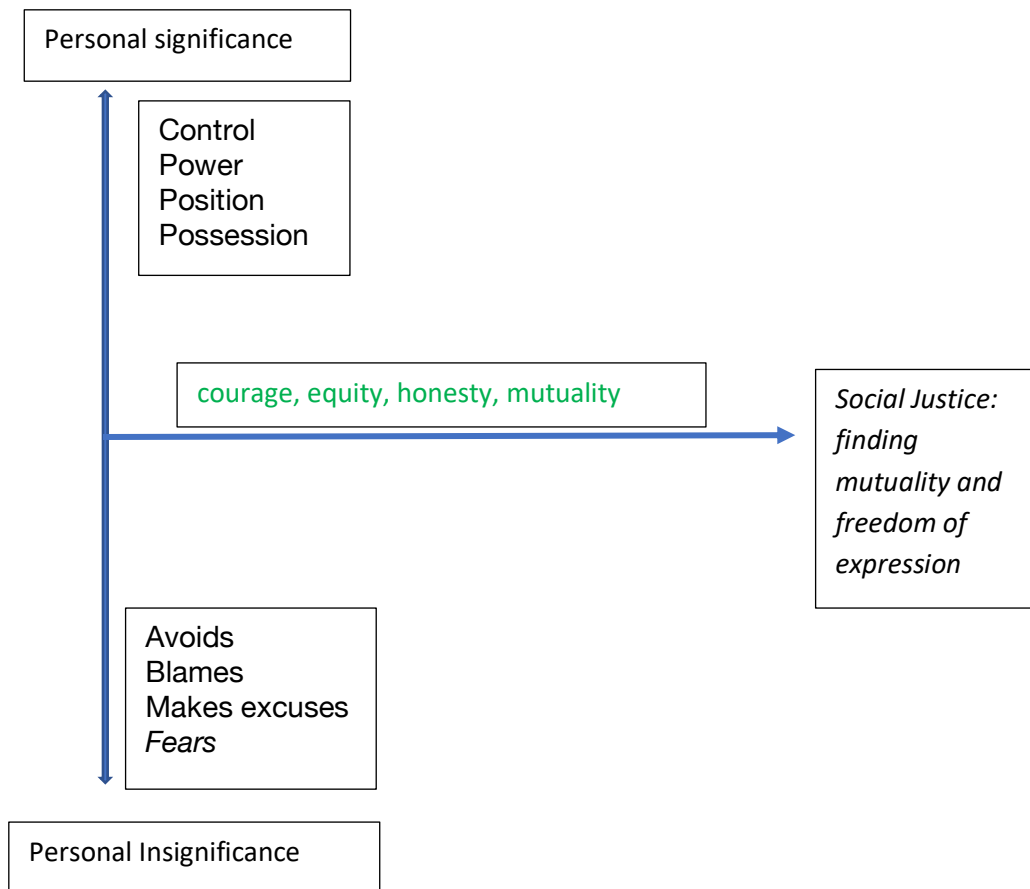 Personal significance
Control
Power
Position
Possession
courage, equity, honesty, mutuality
Social Justice:
finding
mutuality and
freedom of
expression
Avoids
Blames
Makes excuses
Fears
Personal Insignificance